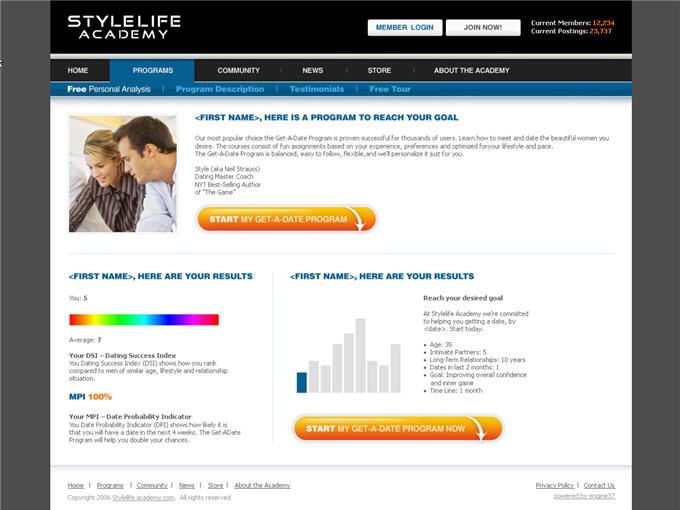 STYLELIFE
ACADEMY
MEMBER LOGIN
JOIN NOW!
Current Members: 12,234
Current Postings: 23,737
HOME | PROGRAMS | COMMUNITY | NEWS | STORE | ABOUT THE ACADEMY
Free Personal Analysis | Program Description | Testimonials | Free Tour
<FIRST NAME>, HERE IS A PROGRAM TO REACH YOUR GOAL
Our most popular choice the Get-A-Date Program is proven successful for thousands of users. Learn how to meet and date the beautiful women you
desire. The courses consist of fun assignments based on your experience, preferences and optimized foryour lifestyle and pace.
The Get-A-Date Program is balanced, easy to follow, flexible,and we'll personalize it just for you.
Style (aka Neil Strauss)
Dating Master Coach
NYT Best-Selling Author
of "The Game"
START MY GET-A-DATE PROGRAM
<FIRST NAME>, HERE ARE YOUR RESULTS
You: 5
Average: 7
Your DSI – Dating Success Index
You Dating Success Index (DSI) shows how you rank
compared to men of similar age, lifestyle and relationship
situation.
MPI 100%
Your MPI – Date Probability Indicator
You Date Probability Indicator (DPI) shows how likely it is
that you will have a date in the next 4 weeks. The Get-ADate
Program will help you double your chances.
<FIRST NAME>, HERE ARE YOUR RESULTS
Reach your desired goal
At Stylelife Academy we're committed
to helping you getting a date, by
<date>. Start today.
• Age: 35
• Intimate Partners: 5
• Long-Term Relationships: 10 years
• Dates in last 2 months: 1
• Goal: Improving overall confidence
and inner game
• Time Line: 1 month
START MY GET-A-DATE PROGRAM NOW
Home | Programs | Community | News | Store | About the Academy
Privacy Policy | Contact Us
Copyright 2006 Stylelife academy.com. All rights reserved
powered by engine37